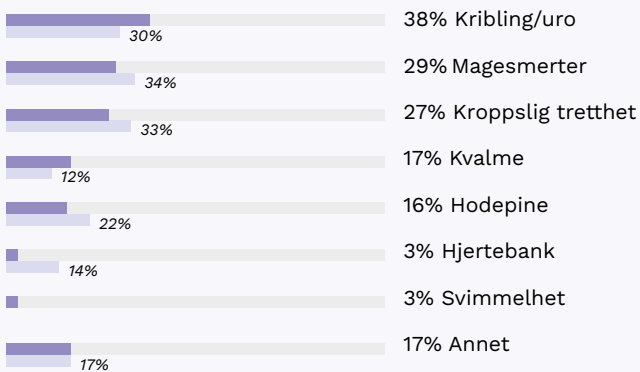 38% Kribling/uro
30%
29% Magesmerter
34%
27% Kroppslig tretthet
33%
17% Kvalme
12%
16% Hodepine
22%
3% Hjertebank
14%
3% Svimmelhet
17% Annet
17%